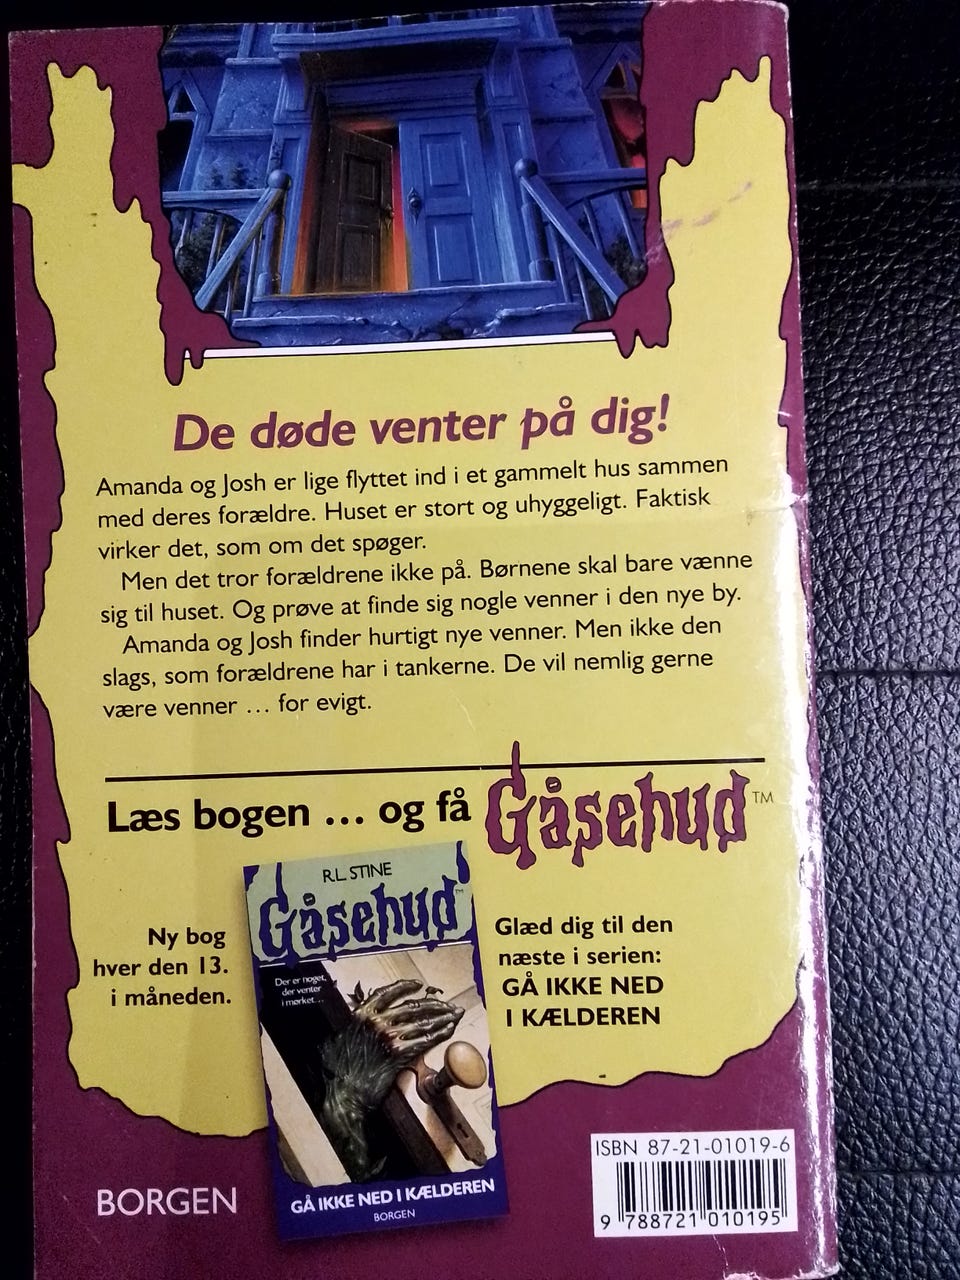 De døde venter på dig!
Amanda og Josh er lige flyttet ind i et gammelt hus sammen
med deres forældre. Huset er stort og uhyggeligt. Faktisk
virker det, som om det spøger.
Men det tror forældrene ikke på. Børnene skal bare vænne
sig til huset. Og prøve at finde sig nogle venner i den nye by.
Amanda og Josh finder hurtigt nye venner. Men ikke den
slags, som forældrene har i tankerne. De vil nemlig gerne
være venner ... for evigt.
Læs bogen ... og få Gåsehud™
Ny bog
hver den 13.
i måneden.
R.L. STINE
Gåsehud™
Der er noget,
der venter
i mørket...
GÅ IKKE NED I KÆLDEREN
BORGEN
Glæd dig til den
næste i serien:
GÅ IKKE NED
I KÆLDEREN
BORGEN
ISBN 87-21-01019-6
9 788721 010195